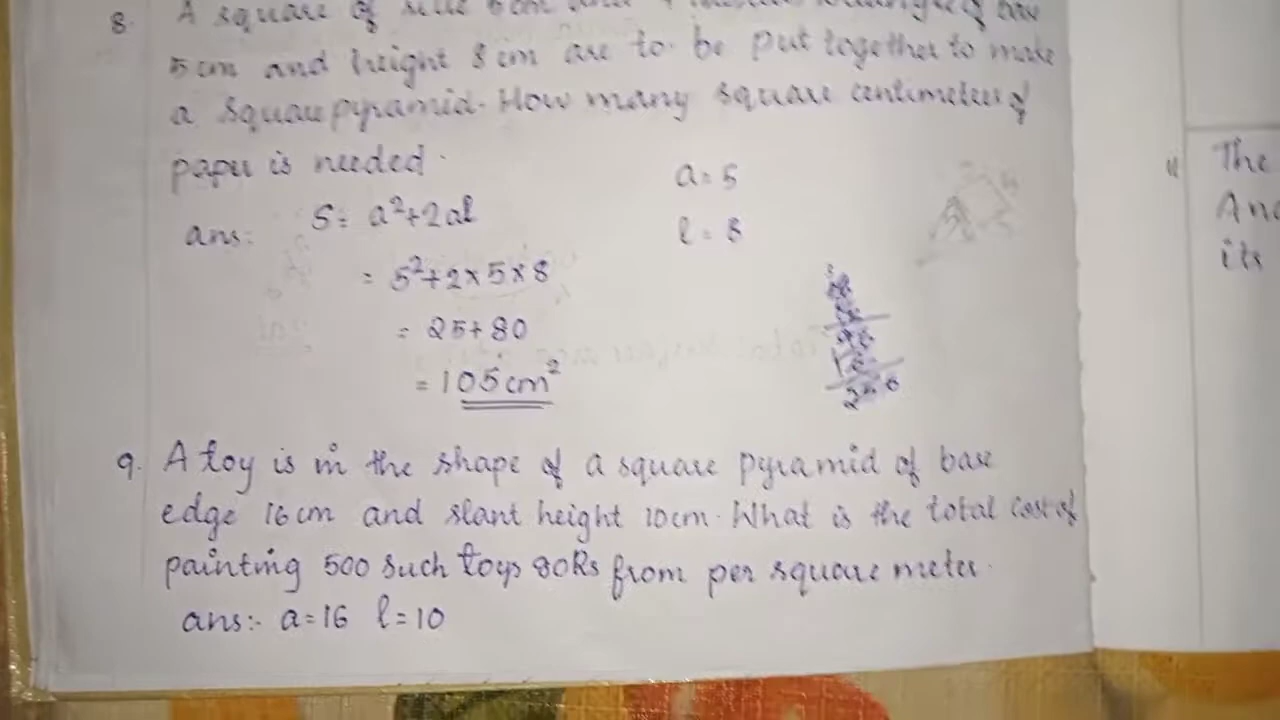 8. A square of side 5cm and 4 of base
5cm and height 8cm are to be put together to make
a square pyramid. How many square centimeters of
paper is needed.
a = 5
ans: S = a²+2al
l = 8
= 5²+2×5×8
= 25+80
= 105cm²
9. A toy is in the shape of a square pyramid of base
edge 16cm and slant height 10cm. What is the total cost of
painting 500 such toys 80Rs from per square meter.
ans:- a=16 l=10
11 The
its